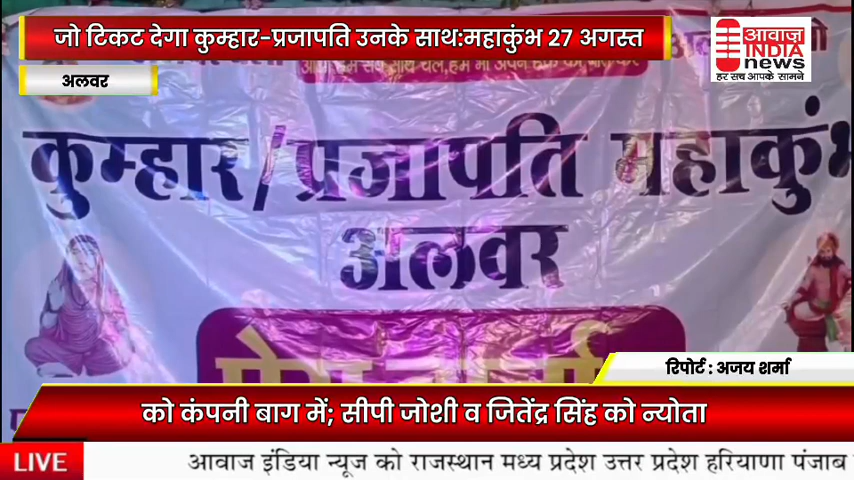 जो टिकट देगा कुम्हार-प्रजापति उनके साथ:महाकुंभ 27 अगस्त
आवाज़
INDIA
news
हर सच आपके सामने
अलवर
कुम्हार/प्रजापति महाकुंभ
अलवर
रिपोर्ट : अजय शर्मा
को कंपनी बाग में; सीपी जोशी व जितेंद्र सिंह को न्योता
LIVE
आवाज इंडिया न्यूज को राजस्थान मध्य प्रदेश उत्तर प्रदेश हरियाणा पंजाब